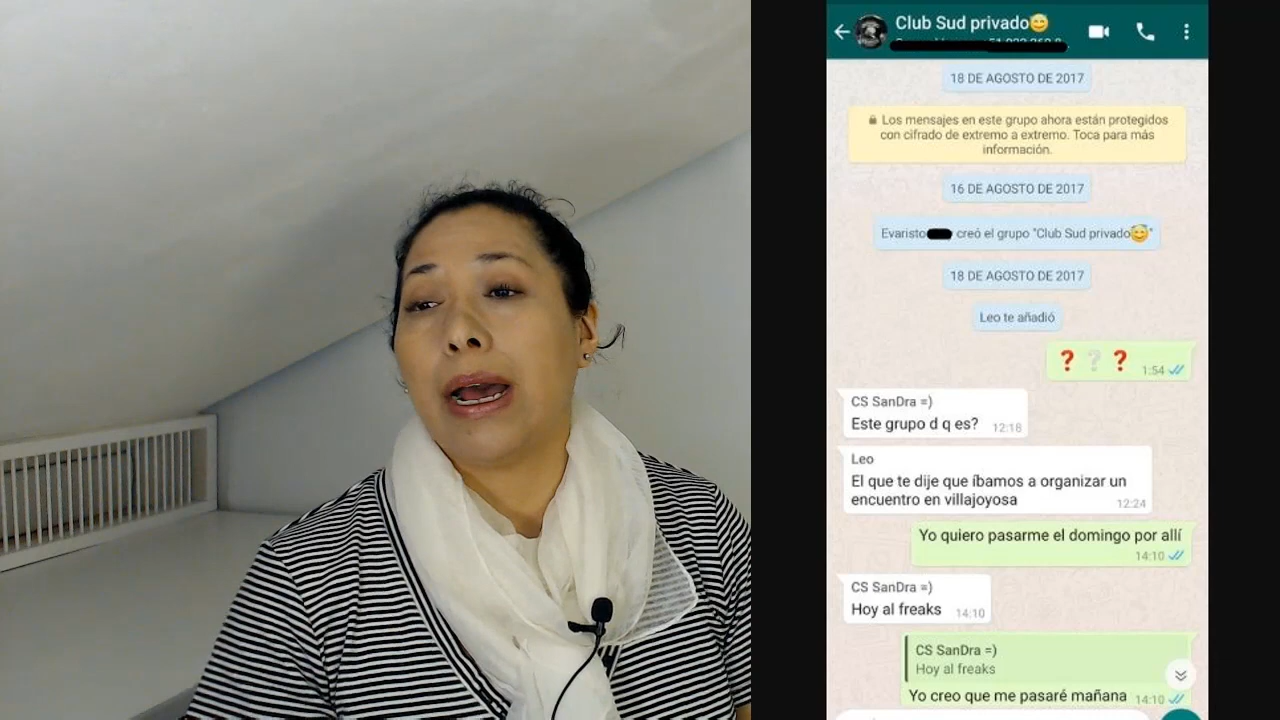 Club Sud privado😊
18 DE AGOSTO DE 2017
🔒 Los mensajes en este grupo ahora están protegidos
con cifrado de extremo a extremo. Toca para más
información.
16 DE AGOSTO DE 2017
Evaristo creó el grupo "Club Sud privado😇"
18 DE AGOSTO DE 2017
Leo te añadió
❓❔❓
1:54
CS SanDra =)
Este grupo d q es?
12:18
Leo
El que te dije que íbamos a organizar un
encuentro en villajoyosa
12:24
Yo quiero pasarme el domingo por allí
14:10
CS SanDra =)
Hoy al freaks
14:10
CS SanDra =)
Hoy al freaks
Yo creo que me pasaré mañana
14:10